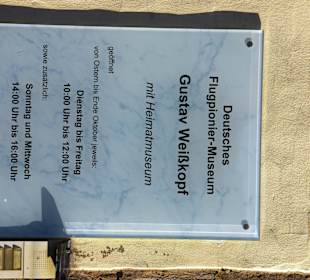 Deutsches
Flugpionier-Museum
Gustav Weißkopf
mit Heimatmuseum
geöffnet
von Ostern bis Ende Oktober jeweils:
Dienstag bis Freitag
10:00 Uhr bis 12:00 Uhr
sowie zusätzlich:
Sonntag und Mittwoch
14:00 Uhr bis 16:00 Uhr